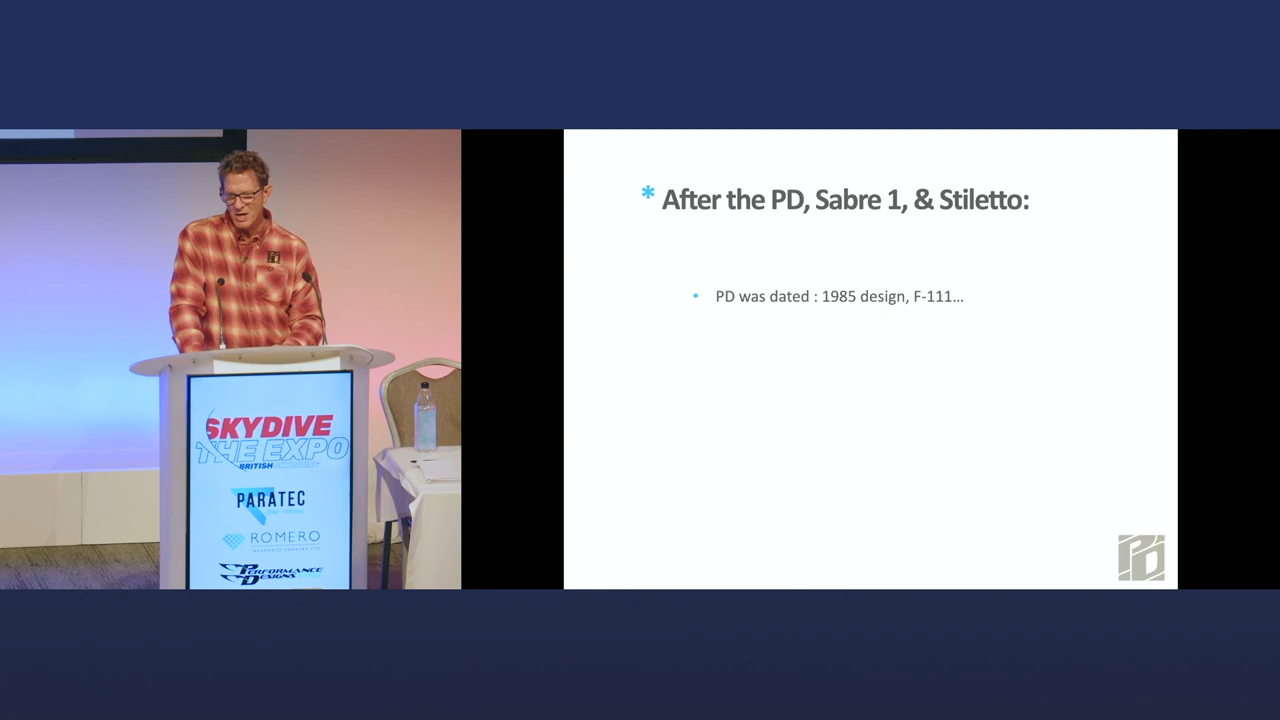 SKYDIVE
THE EXPO
BRITISH
PARATEC
ROMERO
PERFORMANCE
DESIGNS
* After the PD, Sabre 1, & Stiletto:
• PD was dated : 1985 design, F-111...
PD